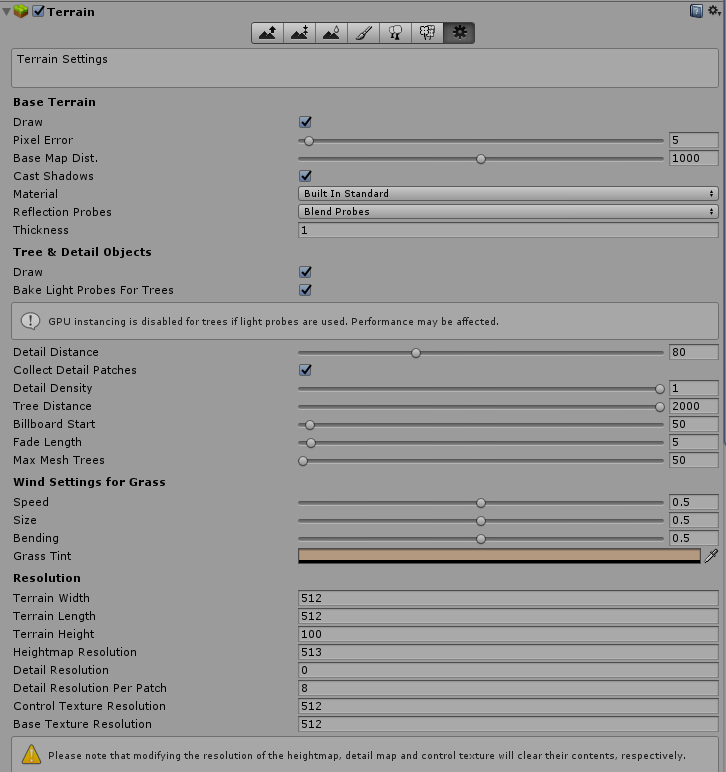 Terrain
Terrain Settings
Base Terrain
Draw
Pixel Error 5
Base Map Dist. 1000
Cast Shadows
Material Built In Standard
Reflection Probes Blend Probes
Thickness 1
Tree & Detail Objects
Draw
Bake Light Probes For Trees
GPU instancing is disabled for trees if light probes are used. Performance may be affected.
Detail Distance 80
Collect Detail Patches
Detail Density 1
Tree Distance 2000
Billboard Start 50
Fade Length 5
Max Mesh Trees 50
Wind Settings for Grass
Speed 0.5
Size 0.5
Bending 0.5
Grass Tint
Resolution
Terrain Width 512
Terrain Length 512
Terrain Height 100
Heightmap Resolution 513
Detail Resolution 0
Detail Resolution Per Patch 8
Control Texture Resolution 512
Base Texture Resolution 512
Please note that modifying the resolution of the heightmap, detail map and control texture will clear their contents, respectively.